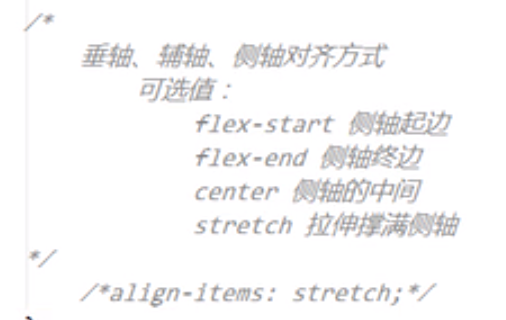 /*
垂轴、辅轴、侧轴对齐方式
可选值：
flex-start 侧轴起边
flex-end 侧轴终边
center 侧轴的中间
stretch 拉伸撑满侧轴
*/
/*align-items: stretch;*/